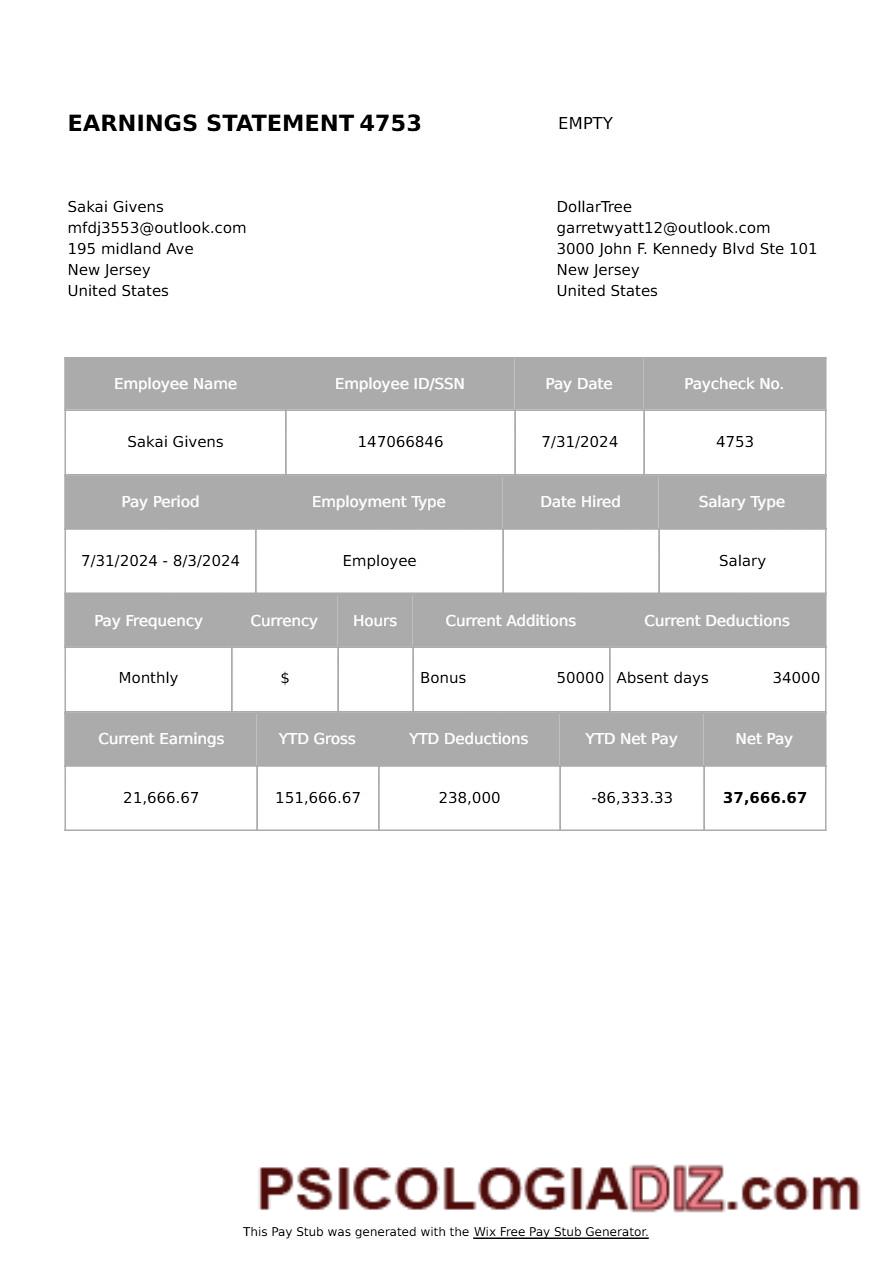 EARNINGS STATEMENT 4753
EMPTY
Sakai Givens
mfdj3553@outlook.com
195 midland Ave
New Jersey
United States
DollarTree
garretwyatt12@outlook.com
3000 John F. Kennedy Blvd Ste 101
New Jersey
United States
Employee Name Employee ID/SSN Pay Date Paycheck No.
Sakai Givens 147066846 7/31/2024 4753
Pay Period Employment Type Date Hired Salary Type
7/31/2024 - 8/3/2024 Employee Salary
Pay Frequency Currency Hours Current Additions Current Deductions
Monthly $ Bonus 50000 Absent days 34000
Current Earnings YTD Gross YTD Deductions YTD Net Pay Net Pay
21,666.67 151,666.67 238,000 -86,333.33 37,666.67
PSICOLOGIADIZ.com
This Pay Stub was generated with the Wix Free Pay Stub Generator.